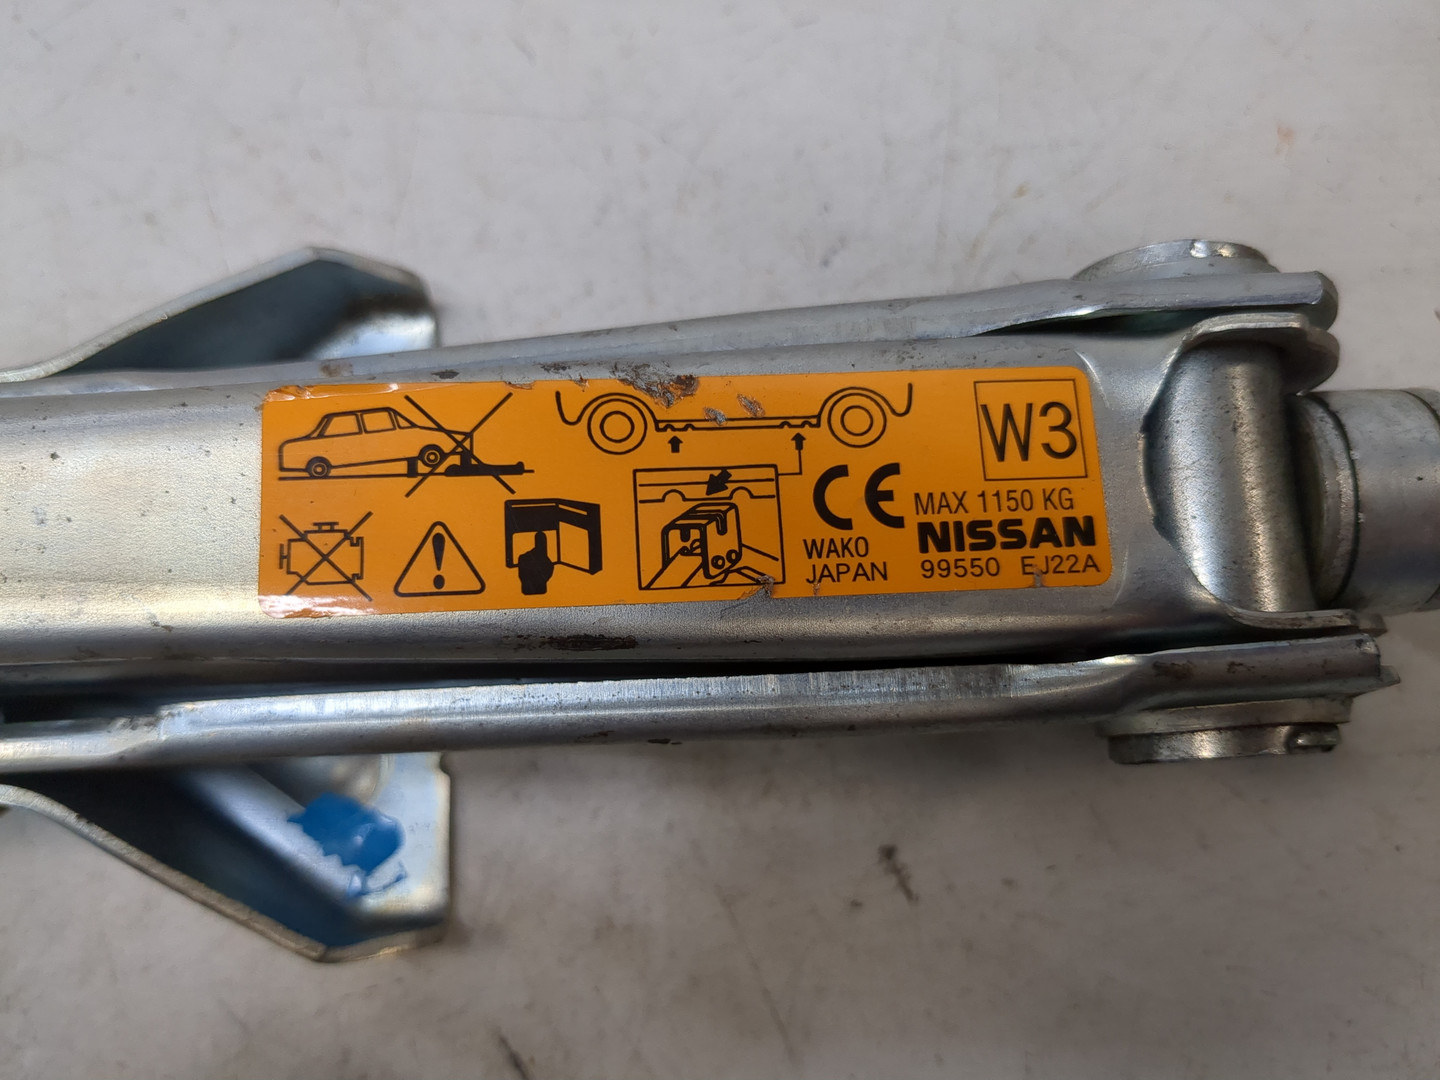 W3
CE
MAX 1150 KG
WAKO
JAPAN
NISSAN
99550 EJ22A